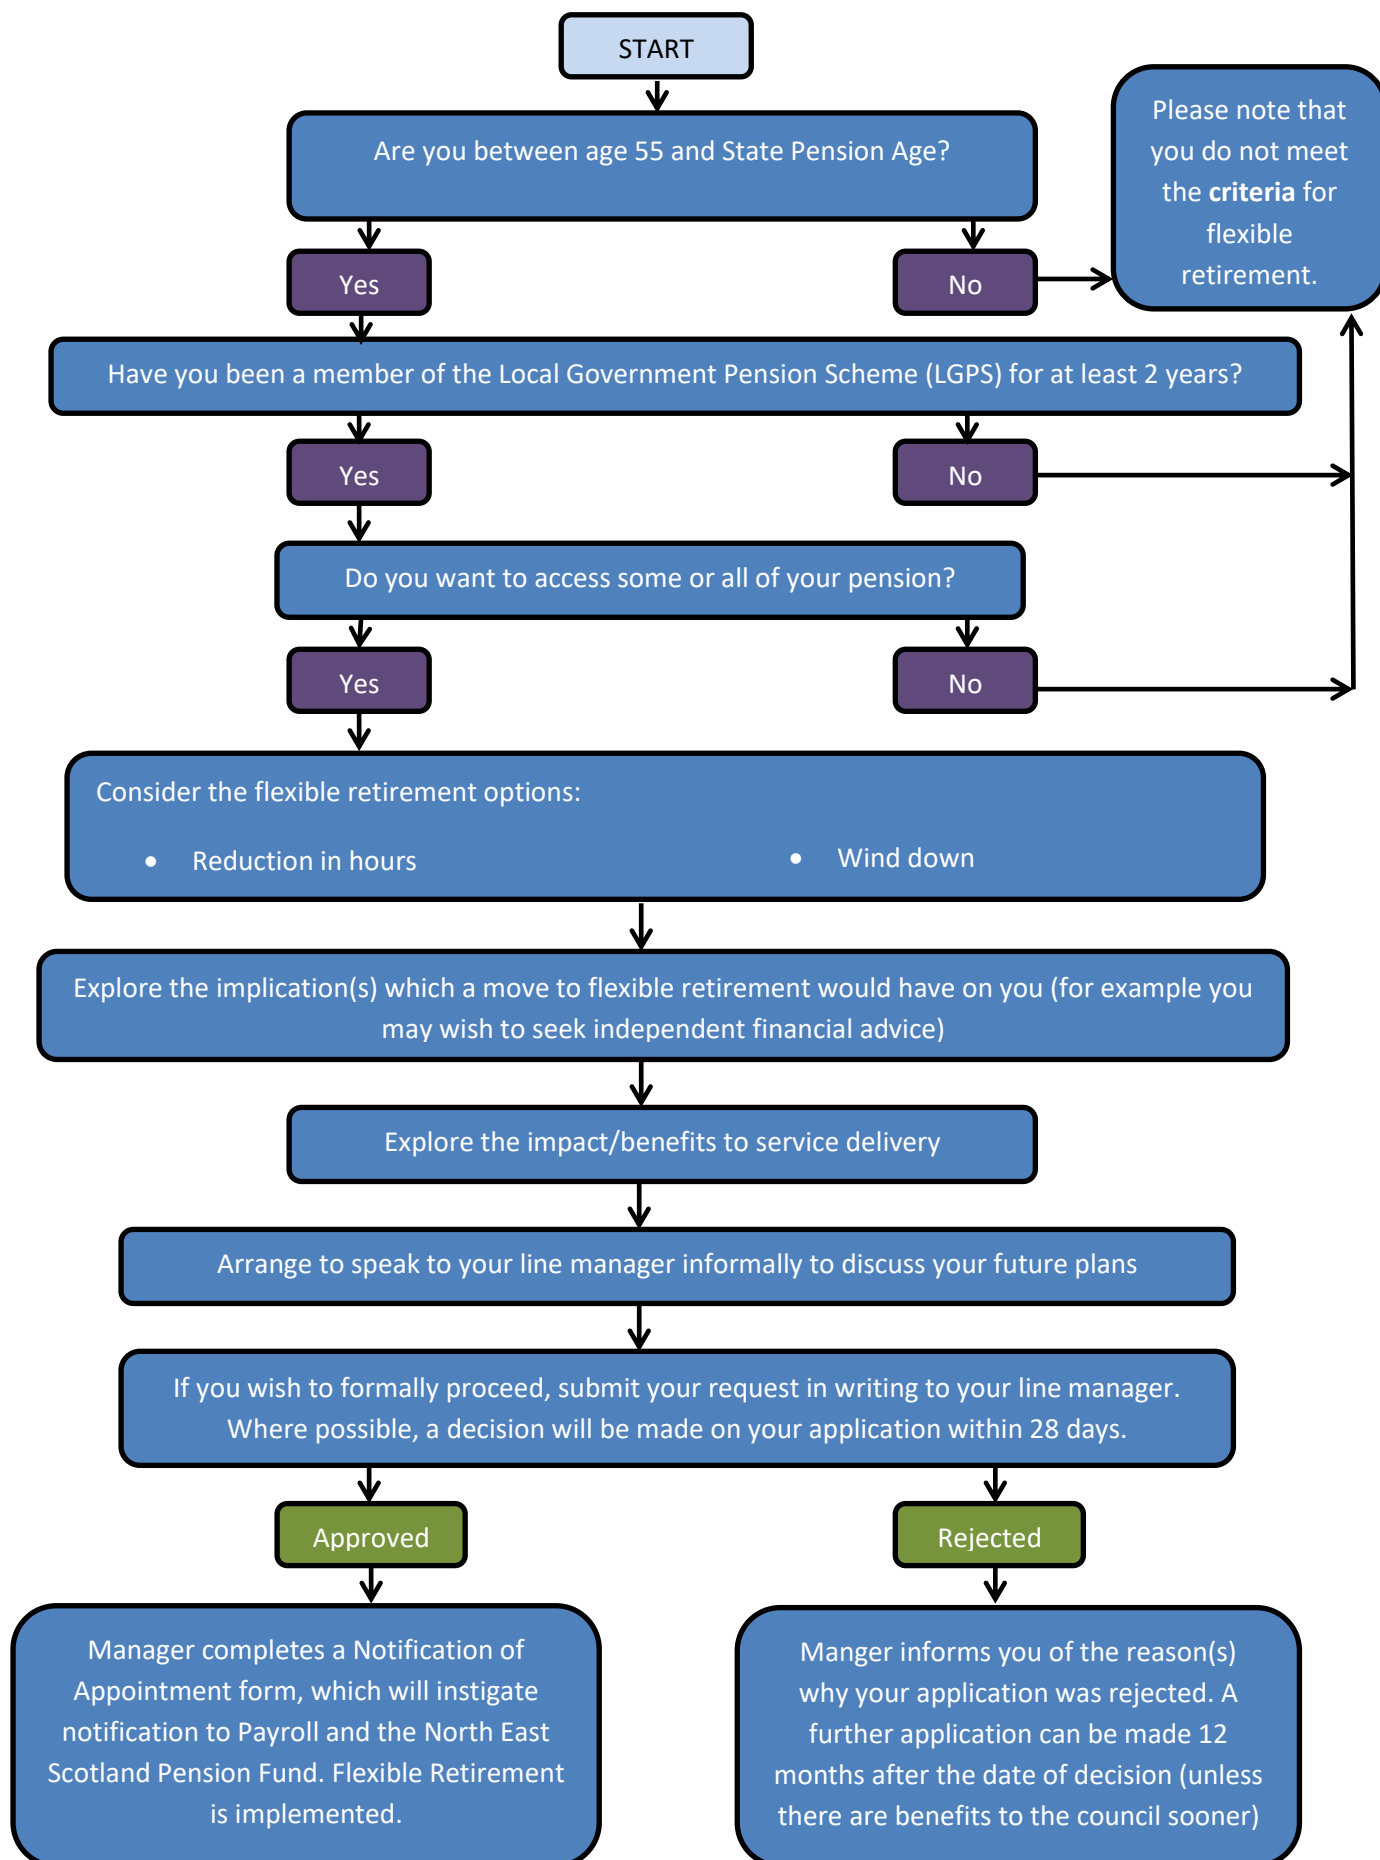 START
Are you between age 55 and State Pension Age?
Please note that
you do not meet
the criteria for
flexible
retirement.
Yes
No
Have you been a member of the Local Government Pension Scheme (LGPS) for at least 2 years?
Yes
No
Do you want to access some or all of your pension?
Yes
No
Consider the flexible retirement options:
• Reduction in hours
• Wind down
Explore the implication(s) which a move to flexible retirement would have on you (for example you
may wish to seek independent financial advice)
Explore the impact/benefits to service delivery
Arrange to speak to your line manager informally to discuss your future plans
If you wish to formally proceed, submit your request in writing to your line manager.
Where possible, a decision will be made on your application within 28 days.
Approved
Rejected
Manager completes a Notification of
Appointment form, which will instigate
notification to Payroll and the North East
Scotland Pension Fund. Flexible Retirement
is implemented.
Manger informs you of the reason(s)
why your application was rejected. A
further application can be made 12
months after the date of decision (unless
there are benefits to the council sooner)